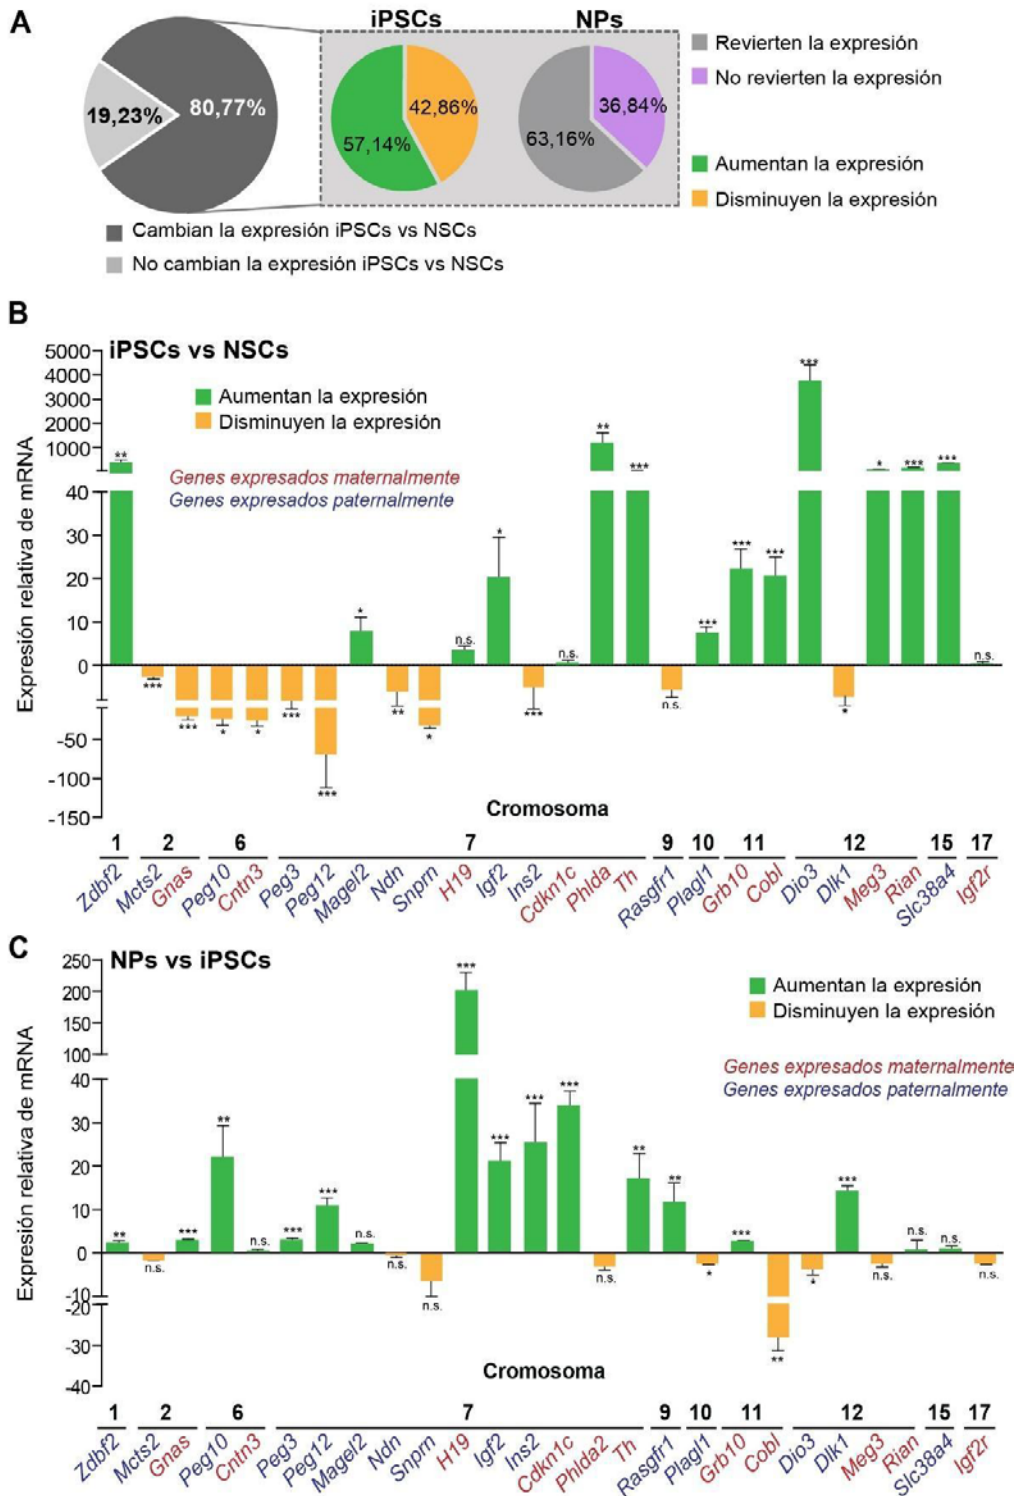 A
iPSCs
NPs
19,23%
80,77%
57,14%
42,86%
63,16%
36,84%
Revierten la expresión
No revierten la expresión
Aumentan la expresión
Disminuyen la expresión
Cambian la expresión iPSCs vs NSCs
No cambian la expresión iPSCs vs NSCs
B
iPSCs vs NSCs
Aumentan la expresión
Disminuyen la expresión
Genes expresados maternalmente
Genes expresados paternalmente
Expresión relativa de mRNA
5000
4000
3000
2000
1000
40
30
20
10
0
-50
-100
-150
** *** *** * * *** *** * ** * n.s. * *** n.s. ** *** n.s. *** *** *** *** * * *** *** n.s.
Cromosoma
1 2 6 7 9 10 11 12 15 17
Zdbf2 Mcts2 Gnas Peg10 Cntn3 Peg3 Peg12 Magel2 Ndn Snprn H19 Igf2 Ins2 Cdkn1c Phlda Th Rasgfr1 Plagl1 Grb10 Cobl Dio3 Dlk1 Meg3 Rian Slc38a4 Igf2r
C
NPs vs iPSCs
Aumentan la expresión
Disminuyen la expresión
Genes expresados maternalmente
Genes expresados paternalmente
Expresión relativa de mRNA
250
200
150
100
40
30
20
10
0
-10
-20
-30
-40
** n.s. *** ** n.s. *** *** n.s. n.s. n.s. *** *** *** *** n.s. ** ** * *** ** * *** n.s. n.s. n.s. n.s.
Cromosoma
1 2 6 7 9 10 11 12 15 17
Zdbf2 Mcts2 Gnas Peg10 Cntn3 Peg3 Peg12 Magel2 Ndn Snprn H19 Igf2 Ins2 Cdkn1c Phlda2 Th Rasgfr1 Plagl1 Grb10 Cobl Dio3 Dlk1 Meg3 Rian Slc38a4 Igf2r